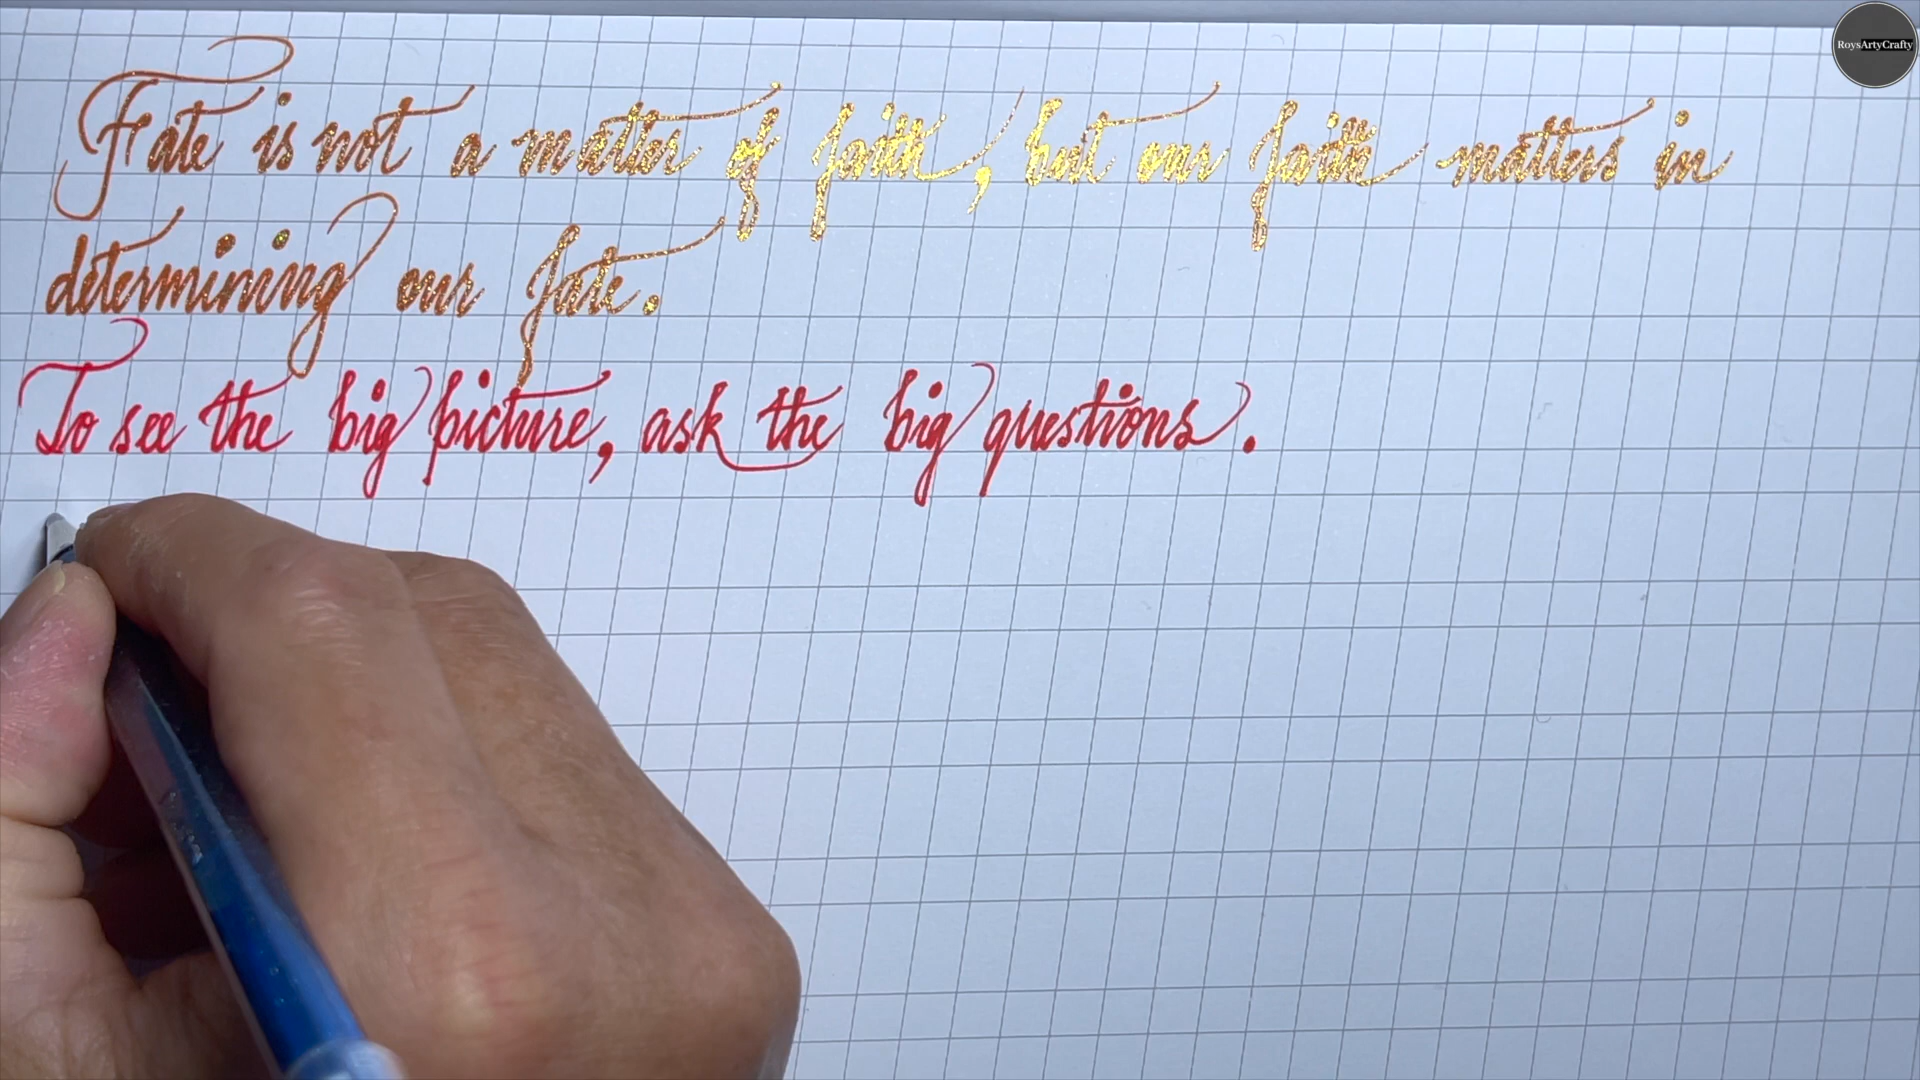 RoysArtyCrafty
Fate is not a matter of faith, but our faith matters in
determining our fate.
To see the big picture, ask the big questions.